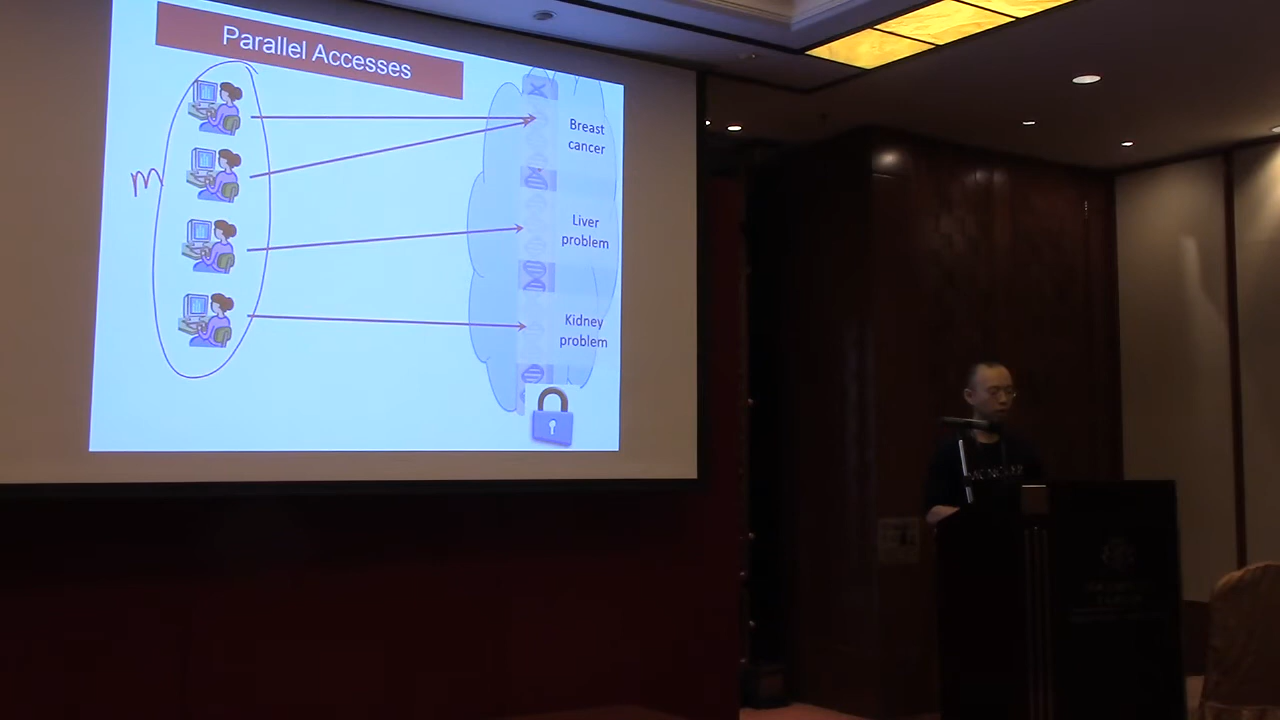 Parallel Accesses
m
Breast
cancer
Liver
problem
Kidney
problem